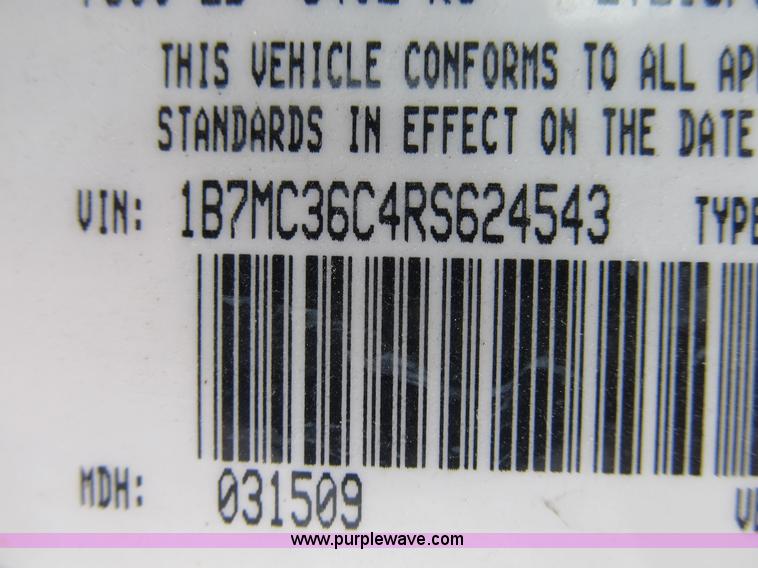 THIS VEHICLE CONFORMS TO ALL
STANDARDS IN EFFECT ON THE DATE
VIN: 1B7MC36C4RS624543 TYPE
MDH: 031509
www.purplewave.com